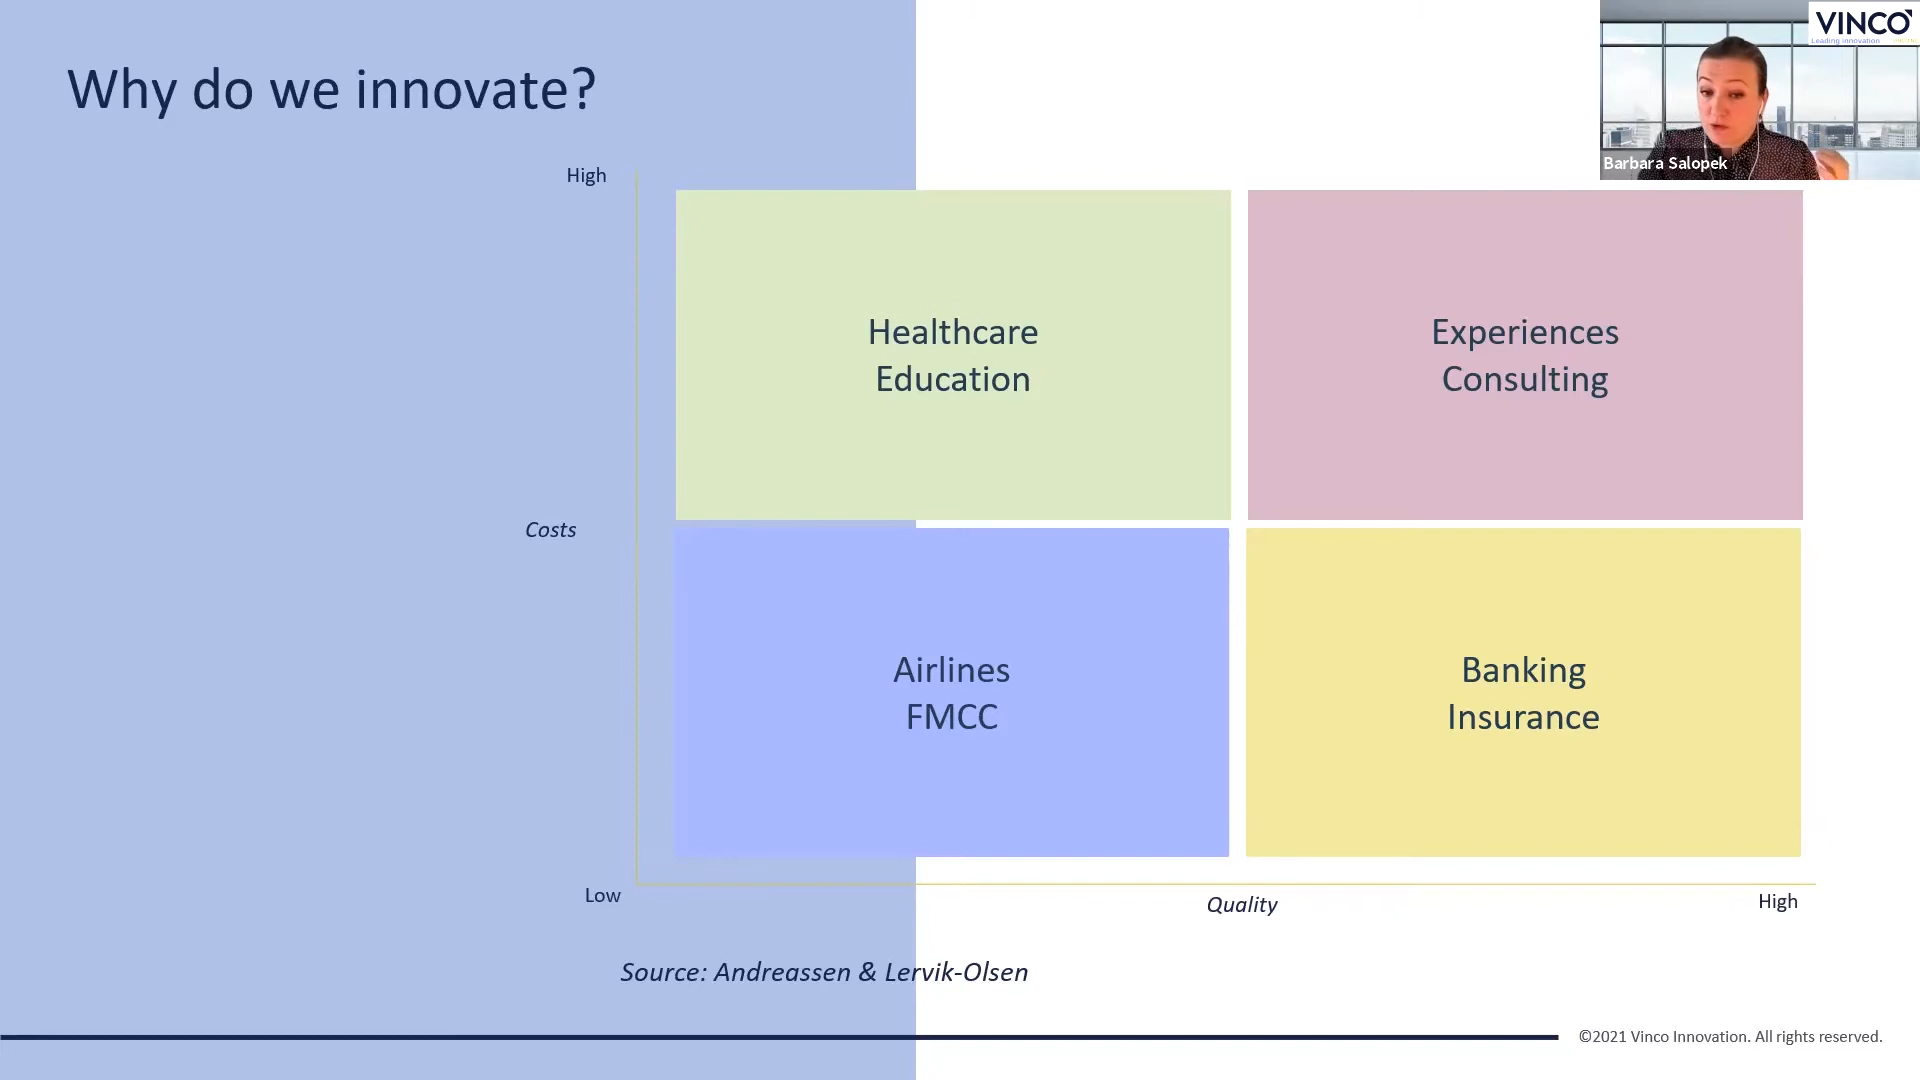 Why do we innovate?
VINCO
Leading innovation
Barbara Salopek
High
Healthcare
Education
Experiences
Consulting
Costs
Airlines
FMCC
Banking
Insurance
Low
Quality
High
Source: Andreassen & Lervik-Olsen
©2021 Vinco Innovation. All rights reserved.